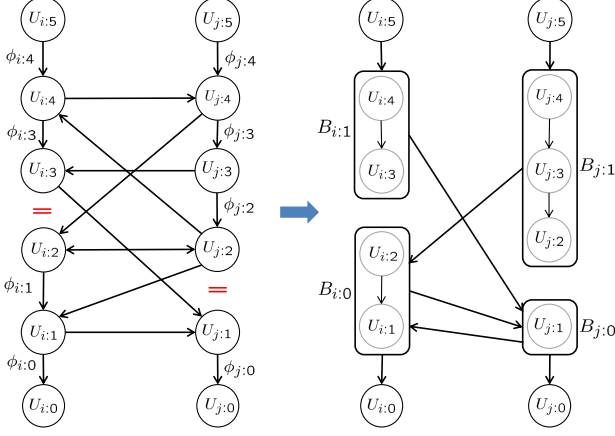 U_{i:5} U_{j:5} U_{i:5} U_{j:5}
ϕ_{i:4} ϕ_{j:4}
U_{i:4} U_{j:4} U_{i:4} U_{j:4}
ϕ_{i:3} ϕ_{j:3} B_{i:1}
U_{i:3} U_{j:3} U_{i:3} U_{j:3} B_{j:1}
= ϕ_{j:2}
U_{i:2} U_{j:2} U_{i:2} U_{j:2}
ϕ_{i:1} = B_{i:0}
U_{i:1} U_{j:1} U_{i:1} U_{j:1} B_{j:0}
ϕ_{i:0} ϕ_{j:0}
U_{i:0} U_{j:0} U_{i:0} U_{j:0}